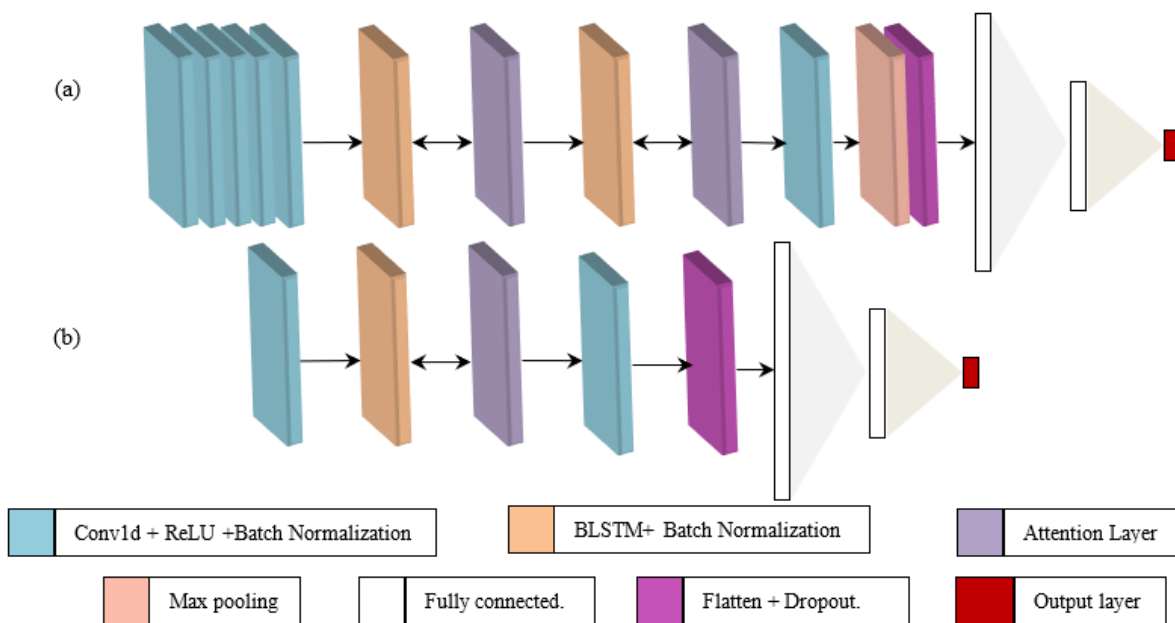 (a)
(b)
Conv1d + ReLU +Batch Normalization
BLSTM+ Batch Normalization
Attention Layer
Max pooling
Fully connected.
Flatten + Dropout.
Output layer